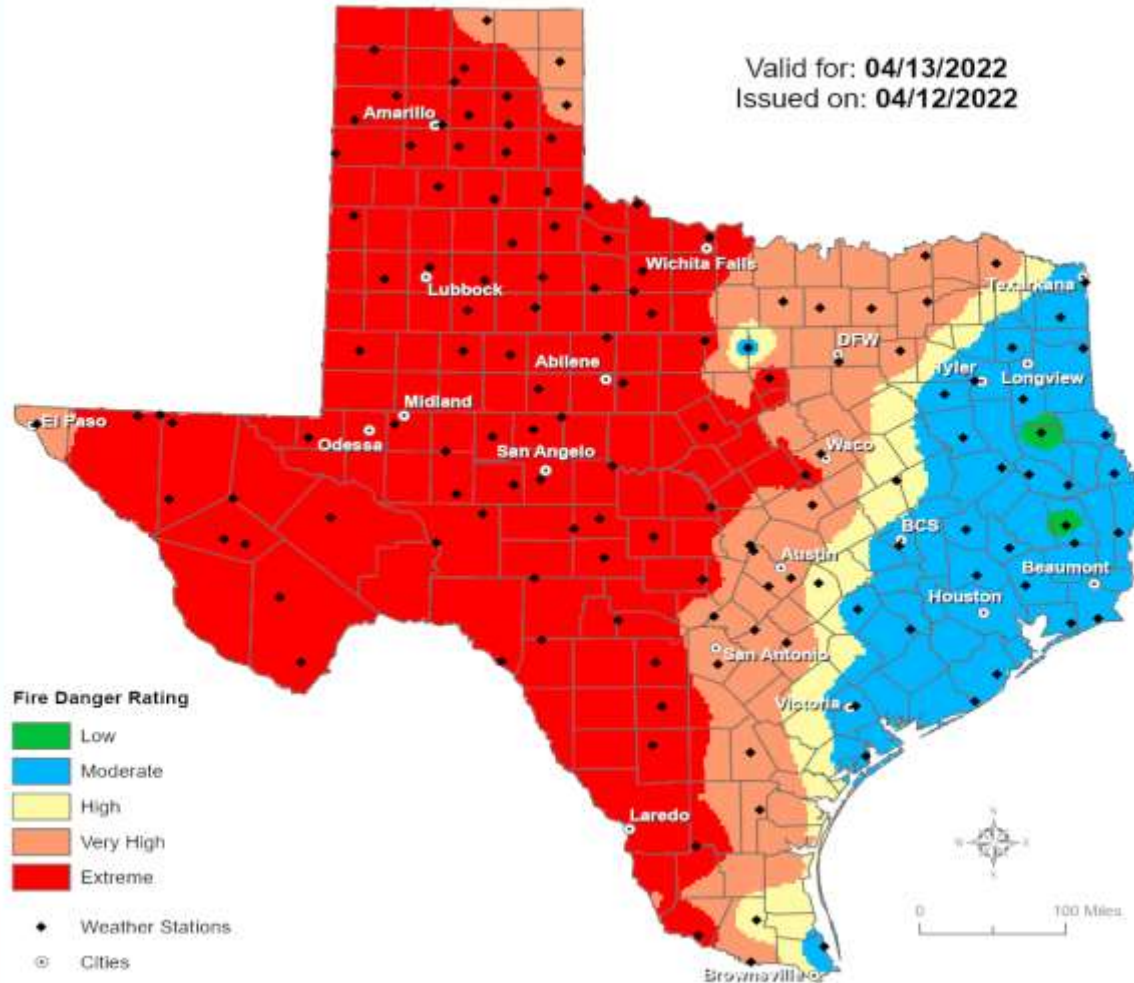 Valid for: 04/13/2022
Issued on: 04/12/2022
Amarillo
Wichita Falls
Lubbock
Texarkana
DFW
Abilene
Tyler
Longview
Midland
El Paso
Odessa
San Angelo
Waco
BCS
Austin
Beaumont
Houston
San Antonio
Victoria
Laredo
Brownsville
Fire Danger Rating
Low
Moderate
High
Very High
Extreme
Weather Stations
Cities
N
W
E
S
0
100 Miles